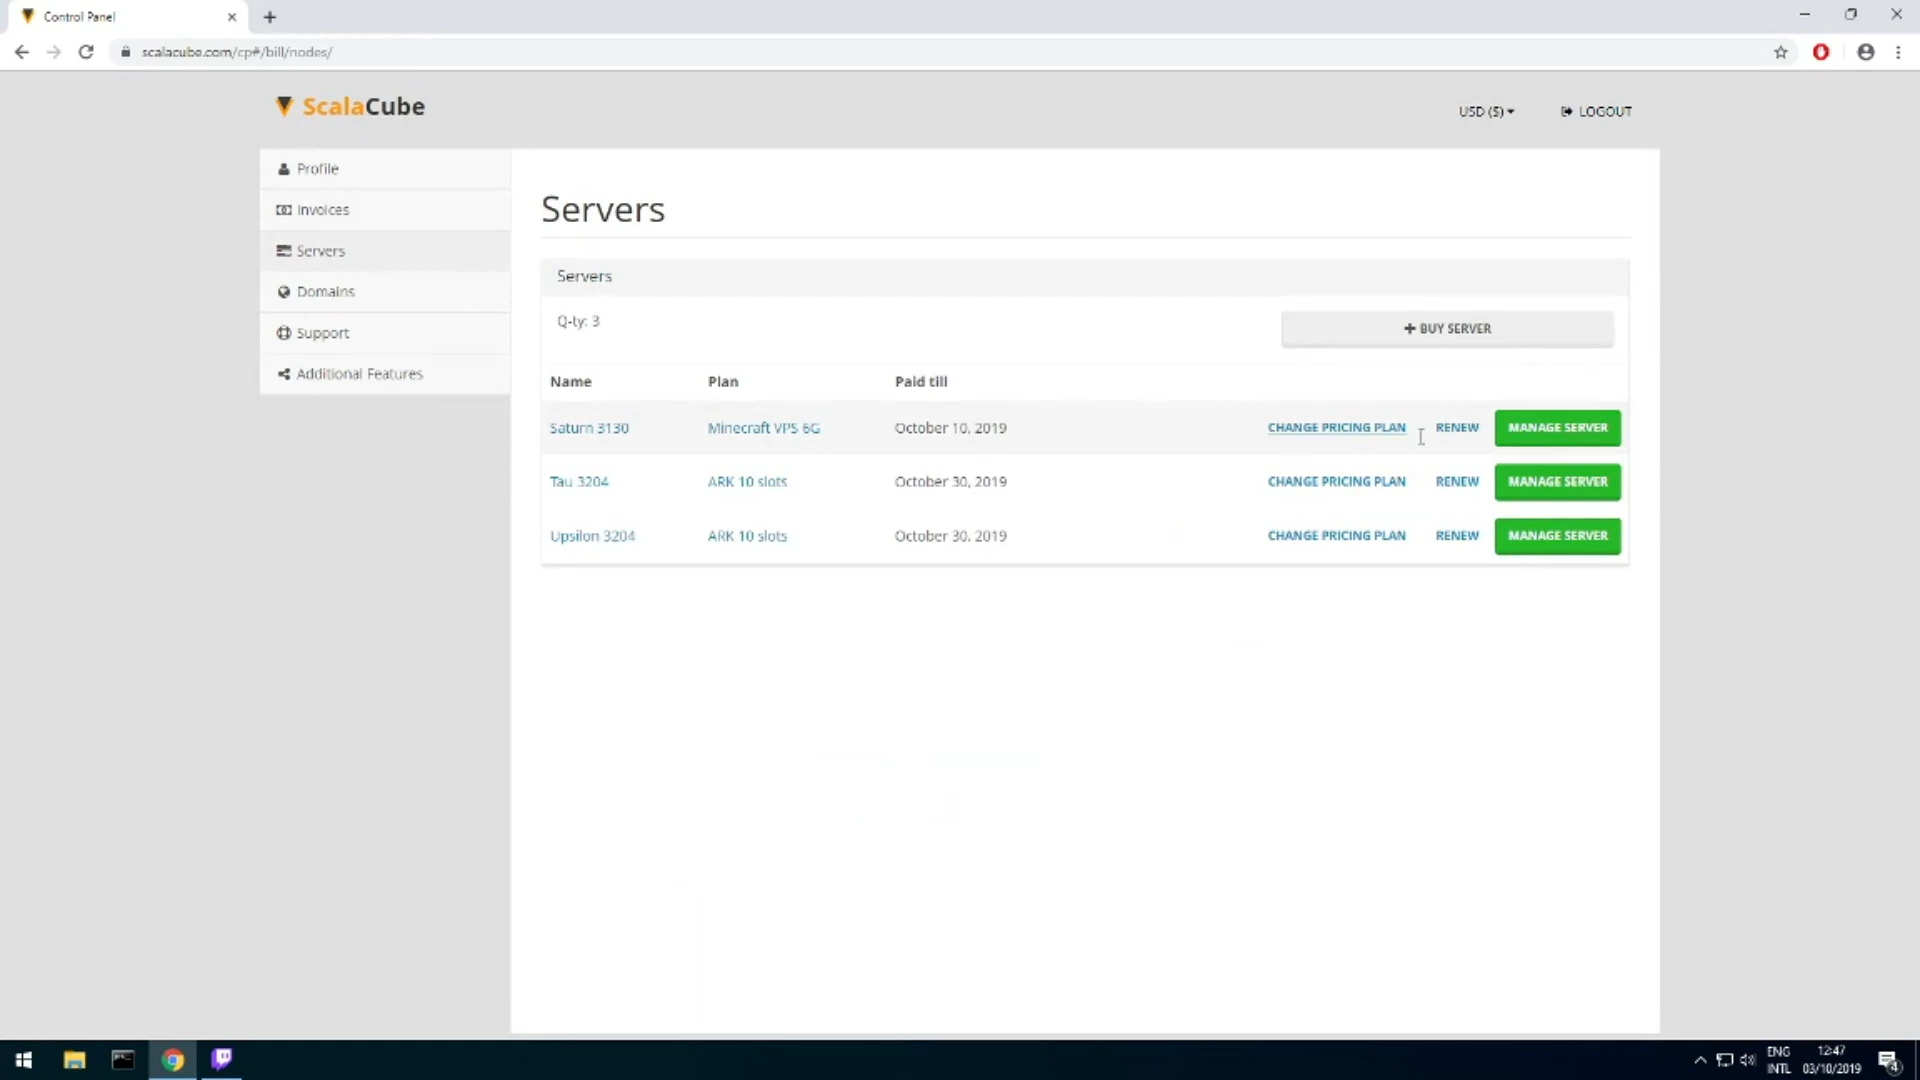 Control Panel
scalacube.com/cp#/bill/nodes/
ScalaCube
USD ($)
LOGOUT
Profile
Invoices
Servers
Domains
Support
Additional Features
Servers
Servers
Q-ty: 3
BUY SERVER
Name Plan Paid till
Saturn 3130 Minecraft VPS 6G October 10, 2019 CHANGE PRICING PLAN RENEW MANAGE SERVER
Tau 3204 ARK 10 slots October 30, 2019 CHANGE PRICING PLAN RENEW MANAGE SERVER
Upsilon 3204 ARK 10 slots October 30, 2019 CHANGE PRICING PLAN RENEW MANAGE SERVER
ENG
INTL
12:47
03/10/2019
4